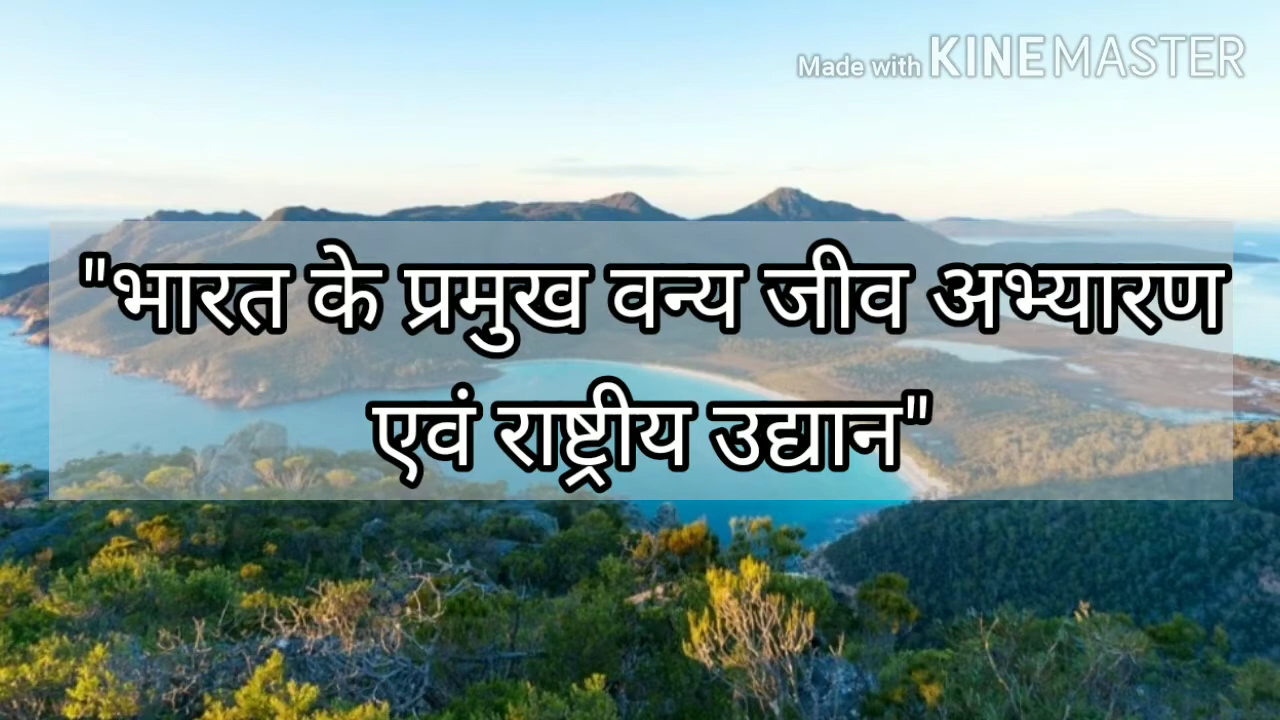 Made with KINEMASTER
"भारत के प्रमुख वन्य जीव अभ्यारण
एवं राष्ट्रीय उद्यान"